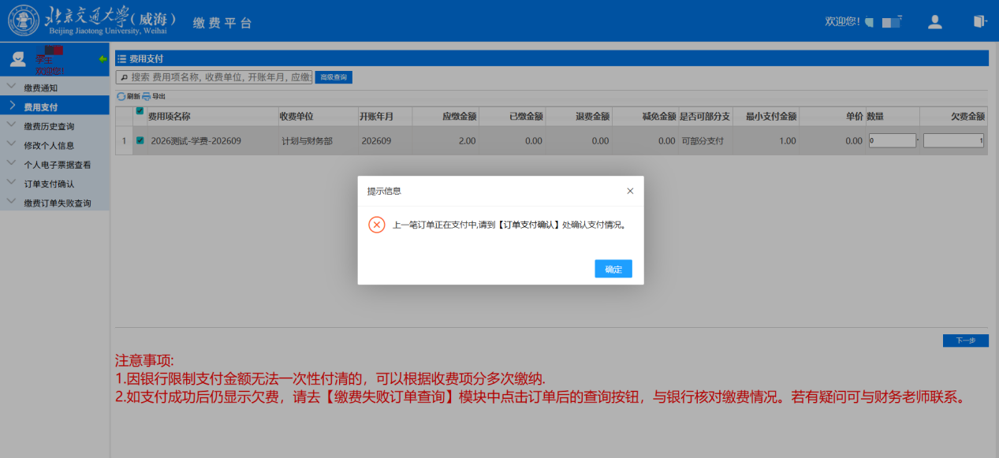 北京交通大学(威海) 缴费平台
Beijing Jiaotong University, Weihai
欢迎您!
学生
欢迎您!
缴费通知
费用支付
缴费历史查询
修改个人信息
个人电子票据查看
订单支付确认
缴费订单失败查询
费用支付
搜索 费用项名称, 收费单位, 开账年月, 应缴 高级查询
刷新 导出
费用项名称 收费单位 开账年月 应缴金额 已缴金额 退费金额 减免金额 是否可部分支 最小支付金额 单价 数量 欠费金额
1 2026测试-学费-202609 计划与财务部 202609 2.00 0.00 0.00 0.00 可部分支付 1.00 0.00 0 1
提示信息
上一笔订单正在支付中,请到【订单支付确认】处确认支付情况。
确定
下一步
注意事项:
1.因银行限制支付金额无法一次性付清的，可以根据收费项分多次缴纳.
2.如支付成功后仍显示欠费，请去【缴费失败订单查询】模块中点击订单后的查询按钮，与银行核对缴费情况。若有疑问可与财务老师联系。